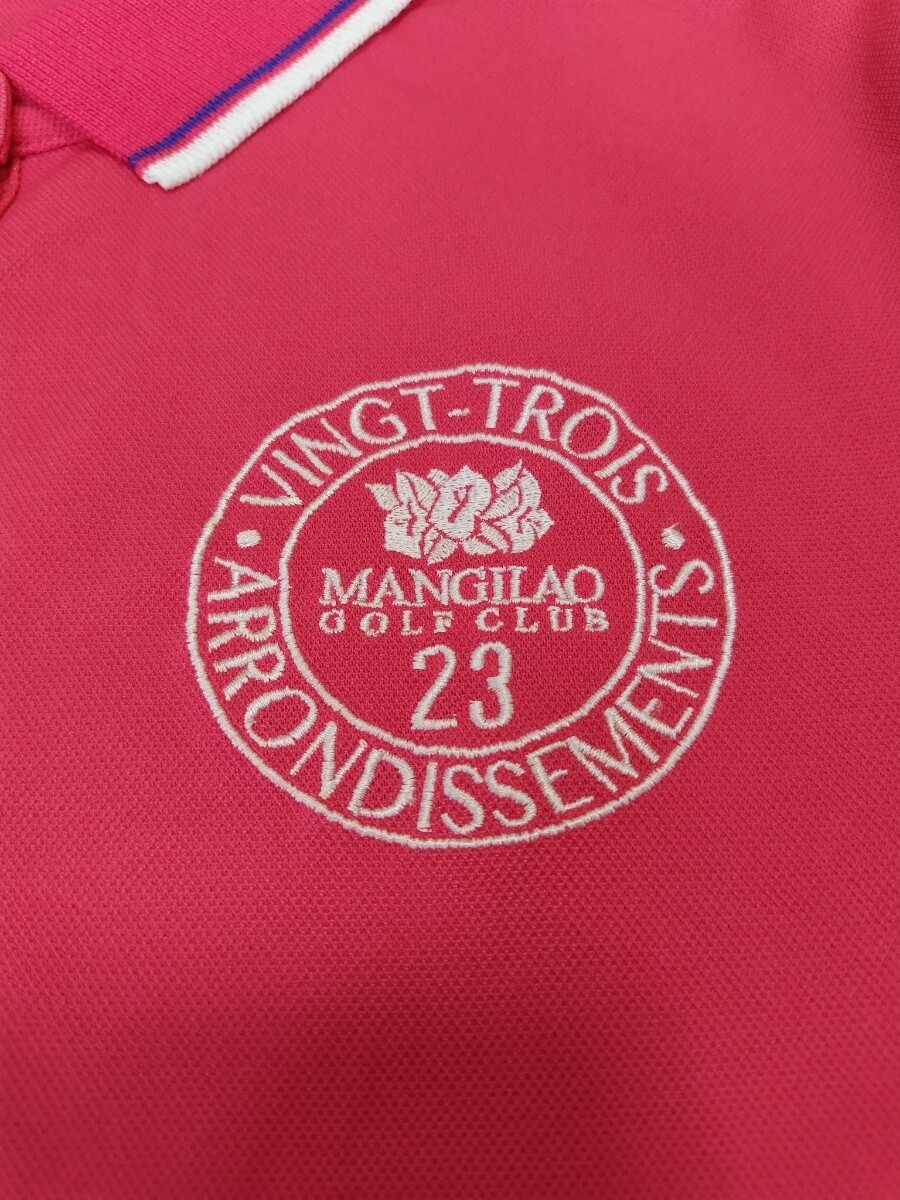 VINGT-TROIS
MANGILAO
GOLF CLUB
23
ARRONDISSEMENTS